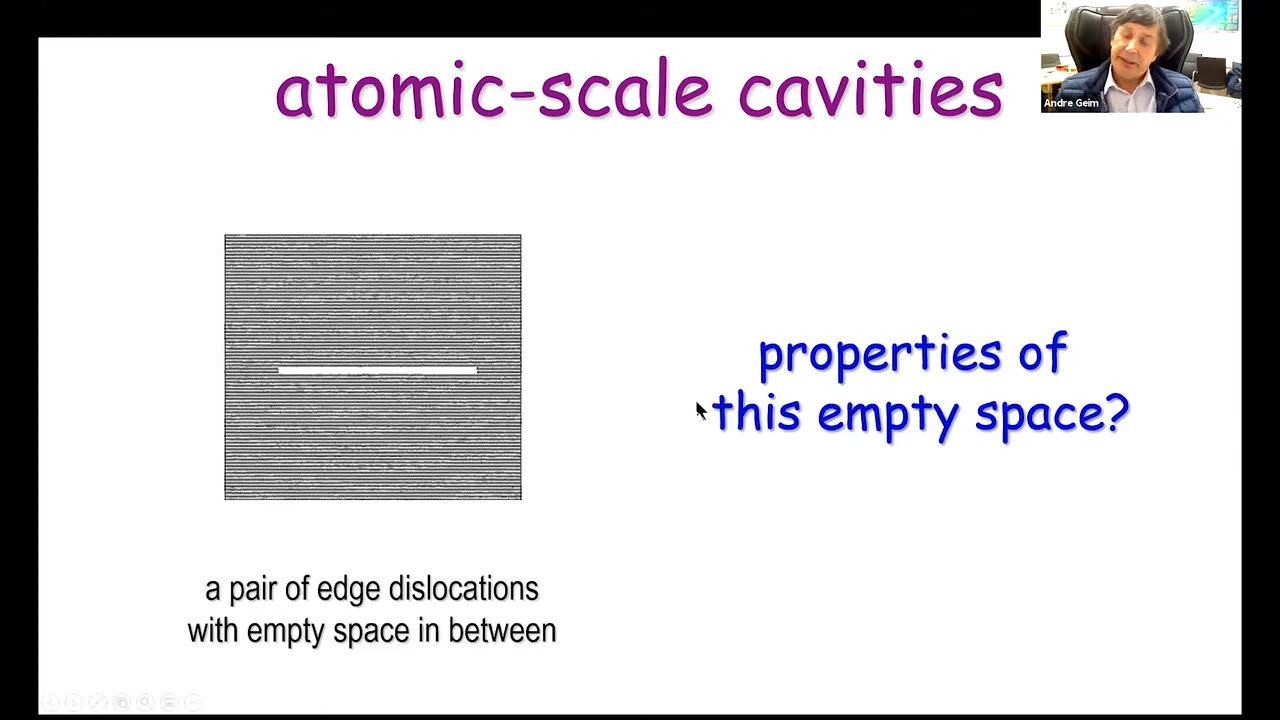 atomic-scale cavities
Andre Geim
properties of
this empty space?
a pair of edge dislocations
with empty space in between